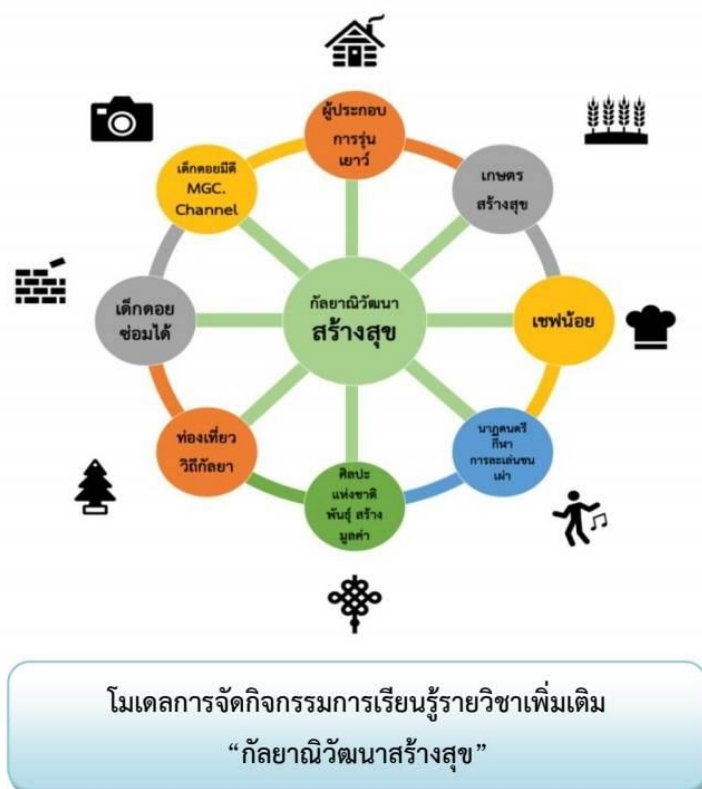 ผู้ประกอบ
การรุ่น
เยาว์
เกษตร
สร้างสุข
เชฟน้อย
นาฏดนตรี
กีฬา
การละเล่นชน
เผ่า
ศิลปะ
แห่งชาติ
พันธุ์ สร้าง
มูลค่า
ท่องเที่ยว
วิถีกัลยา
เด็กดอย
ซ่อมได้
เด็กดอยมีดี
MGC.
Channel
กัลยาณิวัฒนา
สร้างสุข
โมเดลการจัดกิจกรรมการเรียนรู้รายวิชาเพิ่มเติม
“กัลยาณิวัฒนาสร้างสุข”